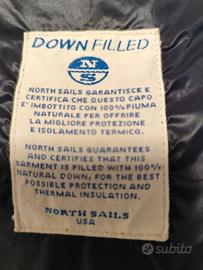 DOWN FILLED
N
S
NORTH SAILS GARANTISCE E
CERTIFICA CHE QUESTO CAPO
E' IMBOTTITO CON 100% PIUMA
NATURALE PER OFFRIRE
LA MIGLIORE PROTEZIONE
E ISOLAMENTO TERMICO.
NORTH SAILS GUARANTEES
AND CERTIFIES THAT THIS
GARMENT IS FILLED WITH 100%
NATURAL DOWN, FOR THE BEST
POSSIBLE PROTECTION AND
THERMAL INSULATION.
NORTH SAILS
USA
subito